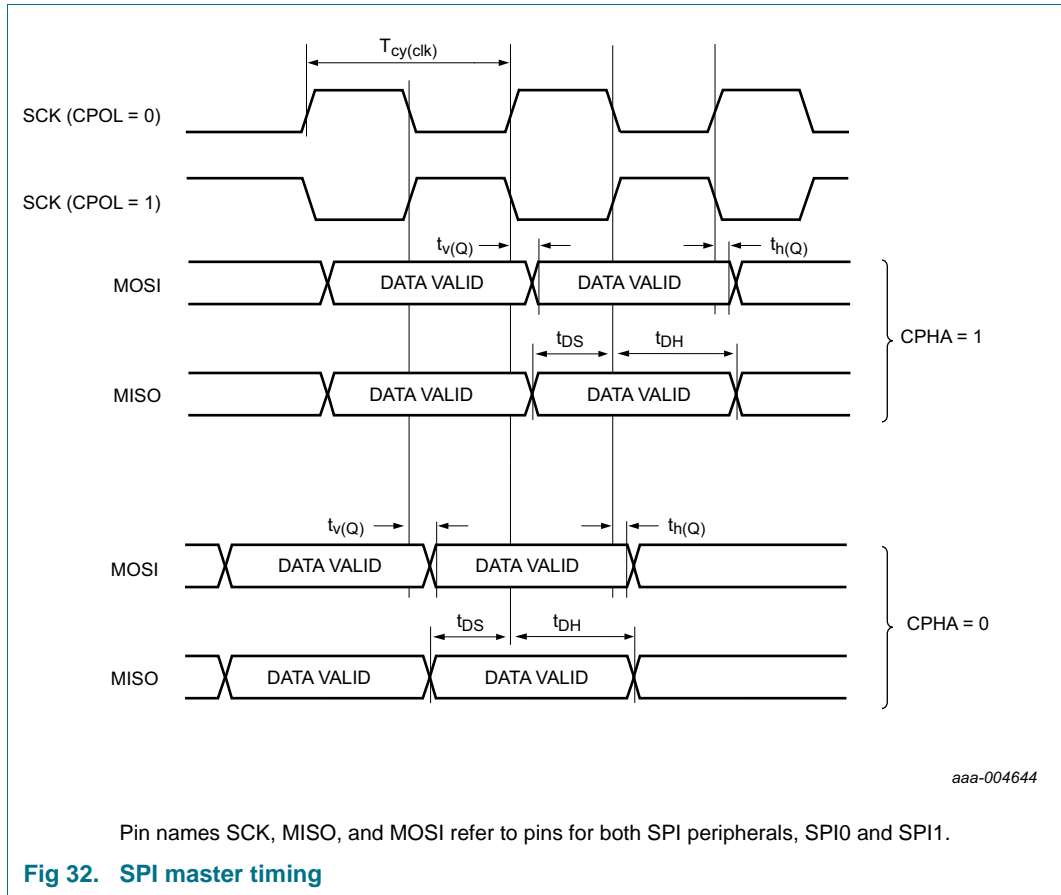 Tcy(clk)
SCK (CPOL = 0)
SCK (CPOL = 1)
tv(Q) th(Q)
MOSI DATA VALID DATA VALID
CPHA = 1
tDS tDH
MISO DATA VALID DATA VALID
tv(Q) th(Q)
MOSI DATA VALID DATA VALID
CPHA = 0
tDS tDH
MISO DATA VALID DATA VALID
aaa-004644
Pin names SCK, MISO, and MOSI refer to pins for both SPI peripherals, SPI0 and SPI1.
Fig 32. SPI master timing